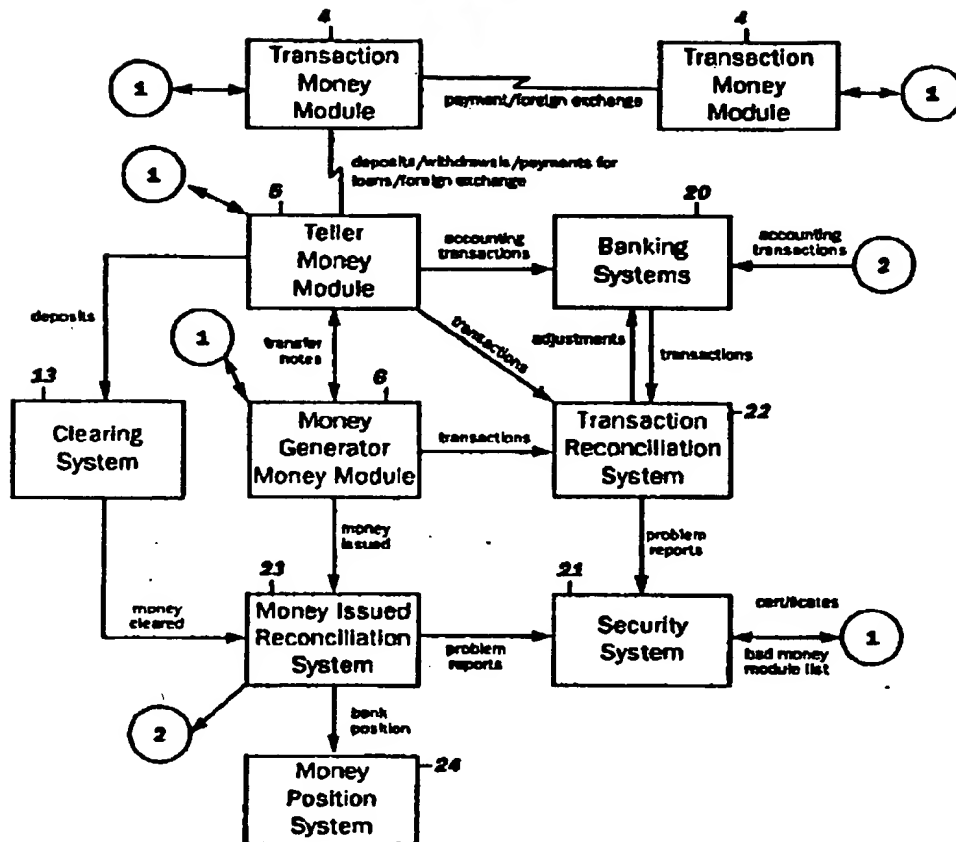 4
4
Transaction
Money
Module
Transaction
Money
Module
1
1
payment/foreign exchange
deposits/withdrawals/payments for
loans/foreign exchange
1
5
20
Teller
Money
Module
accounting
transactions
Banking
Systems
accounting
transactions
2
deposits
1
transfer
notes
transactions
adjustments
transactions
13
6
22
Clearing
System
Money
Generator
Money Module
transactions
Transaction
Reconciliation
System
money
issued
problem
reports
23
21
money
cleared
Money Issued
Reconciliation
System
problem
reports
Security
System
certificates
1
bad money
module list
2
bank
position
24
Money
Position
System